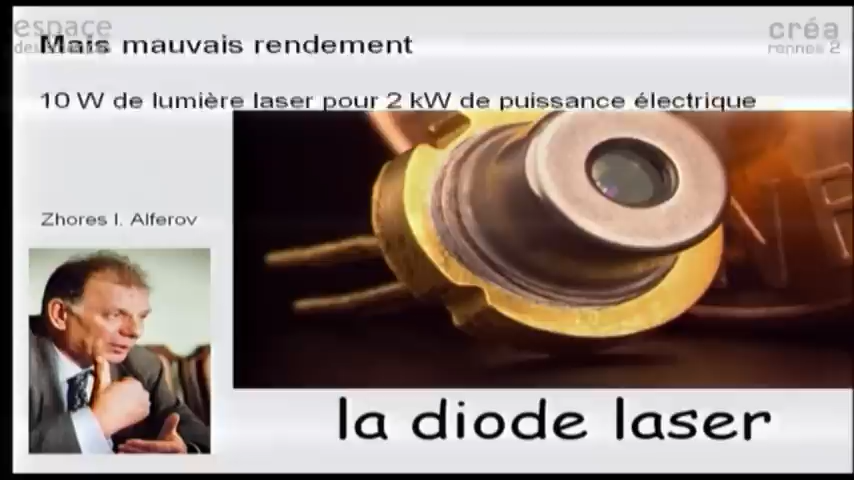 espace
des
créa
rennes 2
Mais mauvais rendement
10 W de lumière laser pour 2 kW de puissance électrique
Zhores I. Alferov
la diode laser